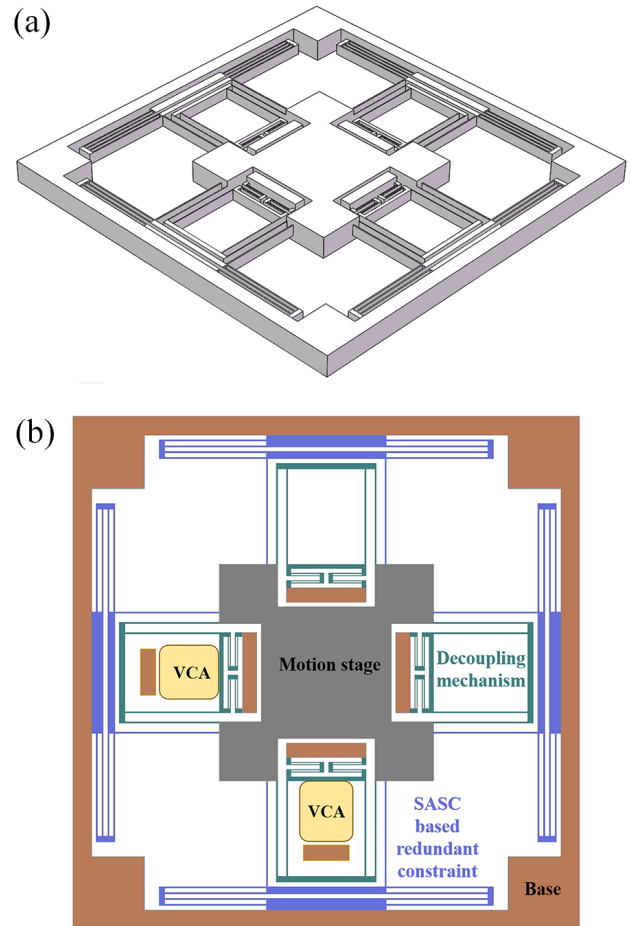 (a)
(b)
VCA
Motion stage
Decoupling
mechanism
VCA
SASC
based
redundant
constraint
Base